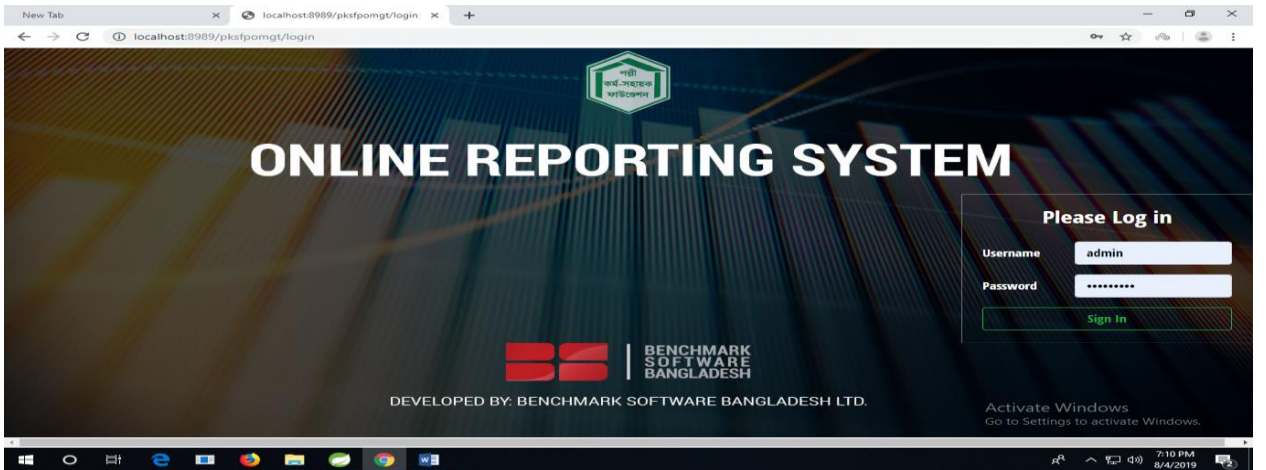 New Tab
localhost:8989/pksfpomgt/login
localhost:8989/pksfpomgt/login
পল্লী
কর্ম-সহায়ক
ফাউন্ডেশন
ONLINE REPORTING SYSTEM
Please Log in
Username admin
Password •••••••••
Sign In
BENCHMARK
SOFTWARE
BANGLADESH
DEVELOPED BY: BENCHMARK SOFTWARE BANGLADESH LTD.
Activate Windows
Go to Settings to activate Windows.
7:10 PM
8/4/2019
2